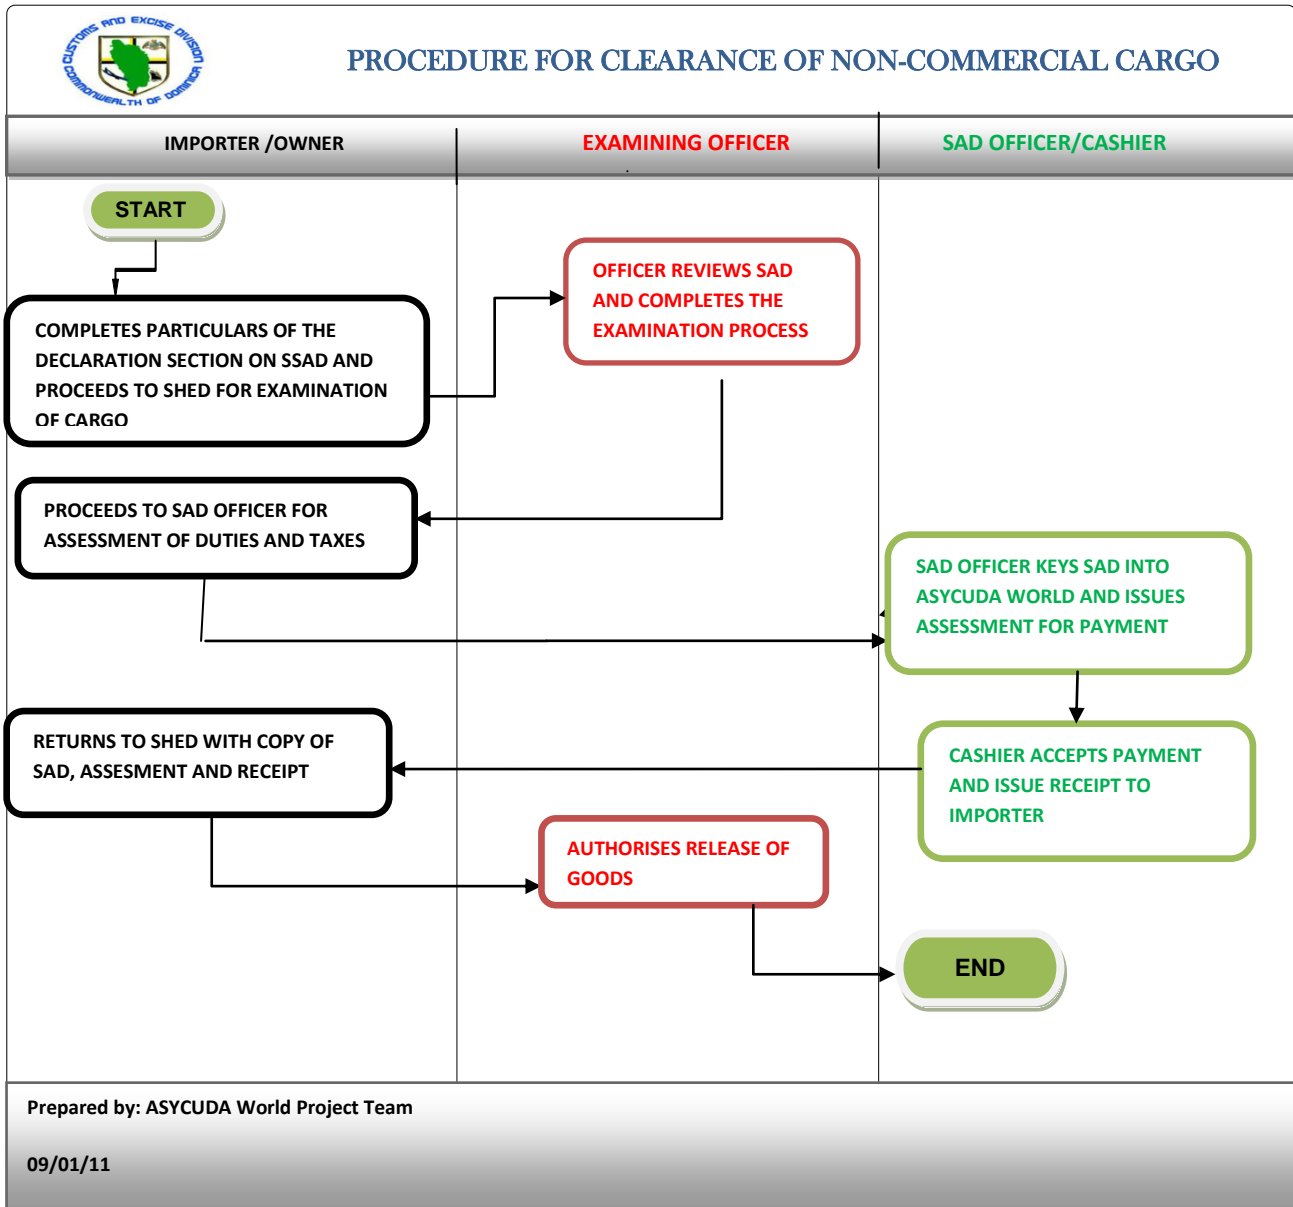 CUSTOMS AND EXCISE DIVISION
COMMONWEALTH OF DOMINICA
PROCEDURE FOR CLEARANCE OF NON-COMMERCIAL CARGO
IMPORTER /OWNER
EXAMINING OFFICER
SAD OFFICER/CASHIER
START
OFFICER REVIEWS SAD
AND COMPLETES THE
EXAMINATION PROCESS
COMPLETES PARTICULARS OF THE
DECLARATION SECTION ON SSAD AND
PROCEEDS TO SHED FOR EXAMINATION
OF CARGO
PROCEEDS TO SAD OFFICER FOR
ASSESSMENT OF DUTIES AND TAXES
SAD OFFICER KEYS SAD INTO
ASYCUDA WORLD AND ISSUES
ASSESSMENT FOR PAYMENT
RETURNS TO SHED WITH COPY OF
SAD, ASSESMENT AND RECEIPT
CASHIER ACCEPTS PAYMENT
AND ISSUE RECEIPT TO
IMPORTER
AUTHORISES RELEASE OF
GOODS
END
Prepared by: ASYCUDA World Project Team
09/01/11